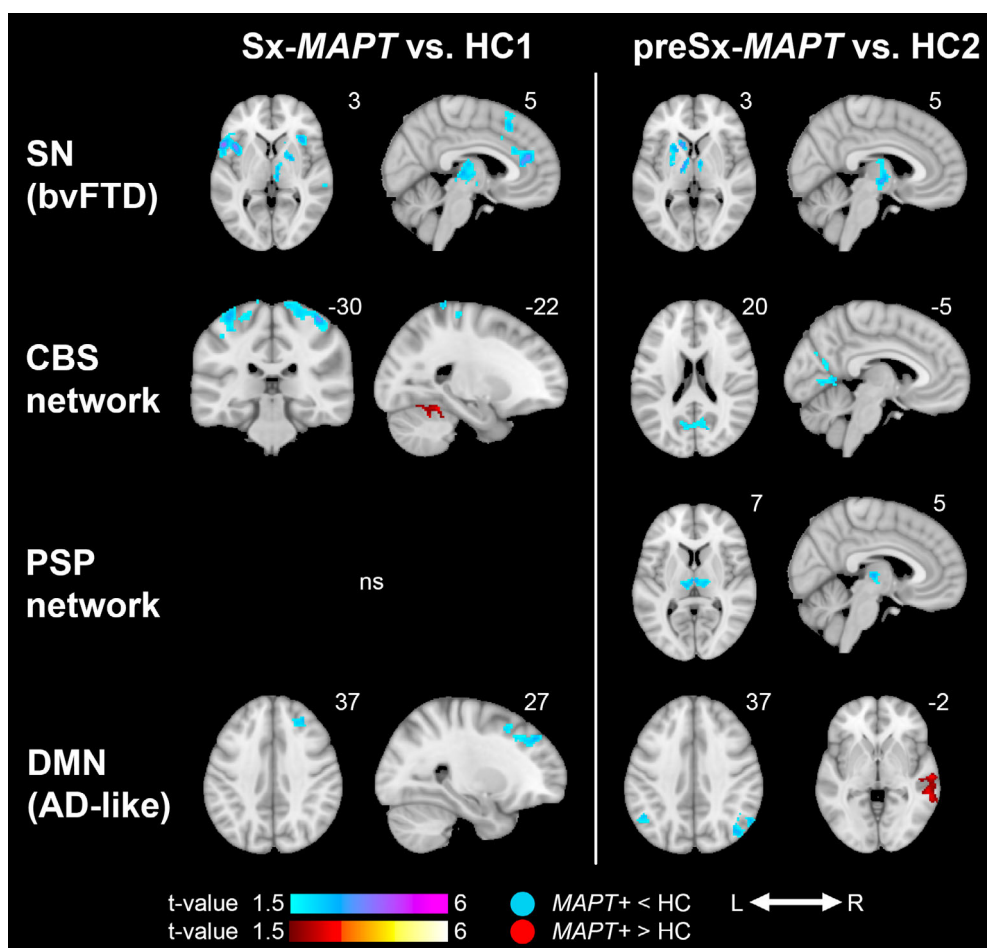 Sx-MAPT vs. HC1
preSx-MAPT vs. HC2
SN
(bvFTD)
3
5
3
5
CBS
network
-30
-22
20
-5
PSP
network
ns
7
5
DMN
(AD-like)
37
27
37
-2
t-value 1.5 6
MAPT+ < HC
L R
t-value 1.5 6
MAPT+ > HC